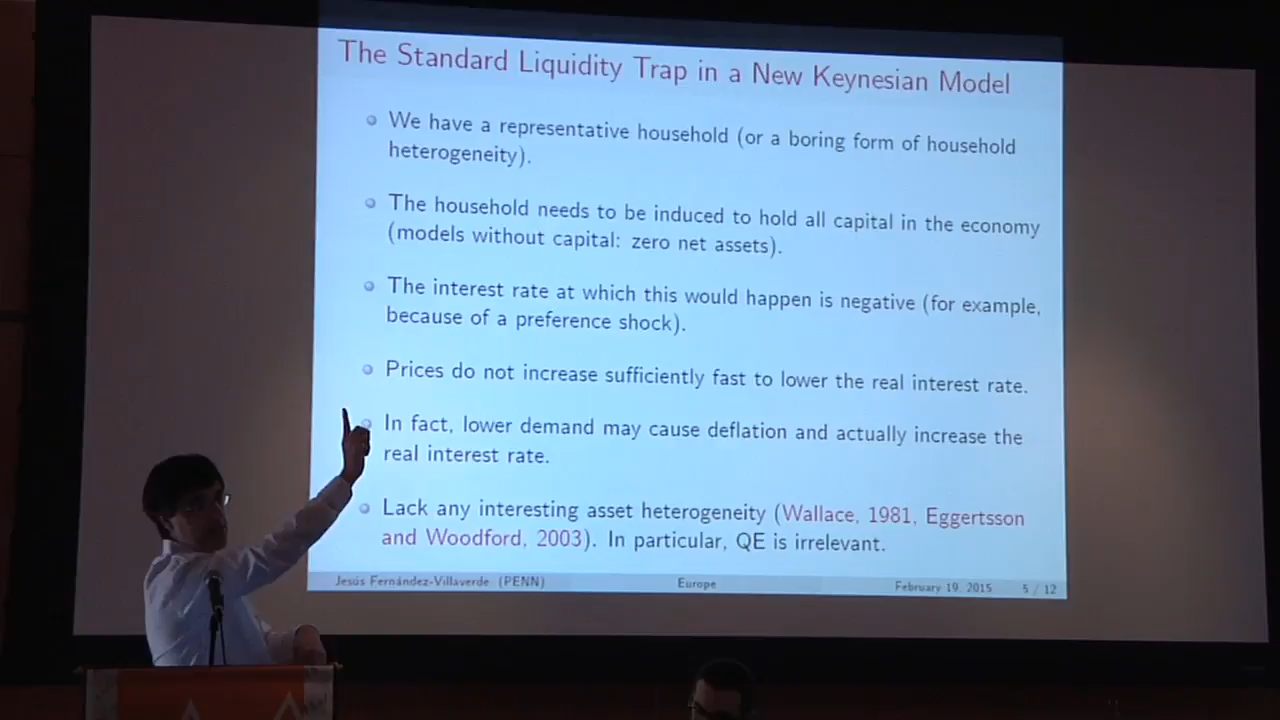 The Standard Liquidity Trap in a New Keynesian Model
We have a representative household (or a boring form of household
heterogeneity).
The household needs to be induced to hold all capital in the economy
(models without capital: zero net assets).
The interest rate at which this would happen is negative (for example,
because of a preference shock).
Prices do not increase sufficiently fast to lower the real interest rate.
In fact, lower demand may cause deflation and actually increase the
real interest rate.
Lack any interesting asset heterogeneity (Wallace, 1981, Eggertsson
and Woodford, 2003). In particular, QE is irrelevant.
Jesús Fernández-Villaverde (PENN) Europe February 19, 2015 5 / 12